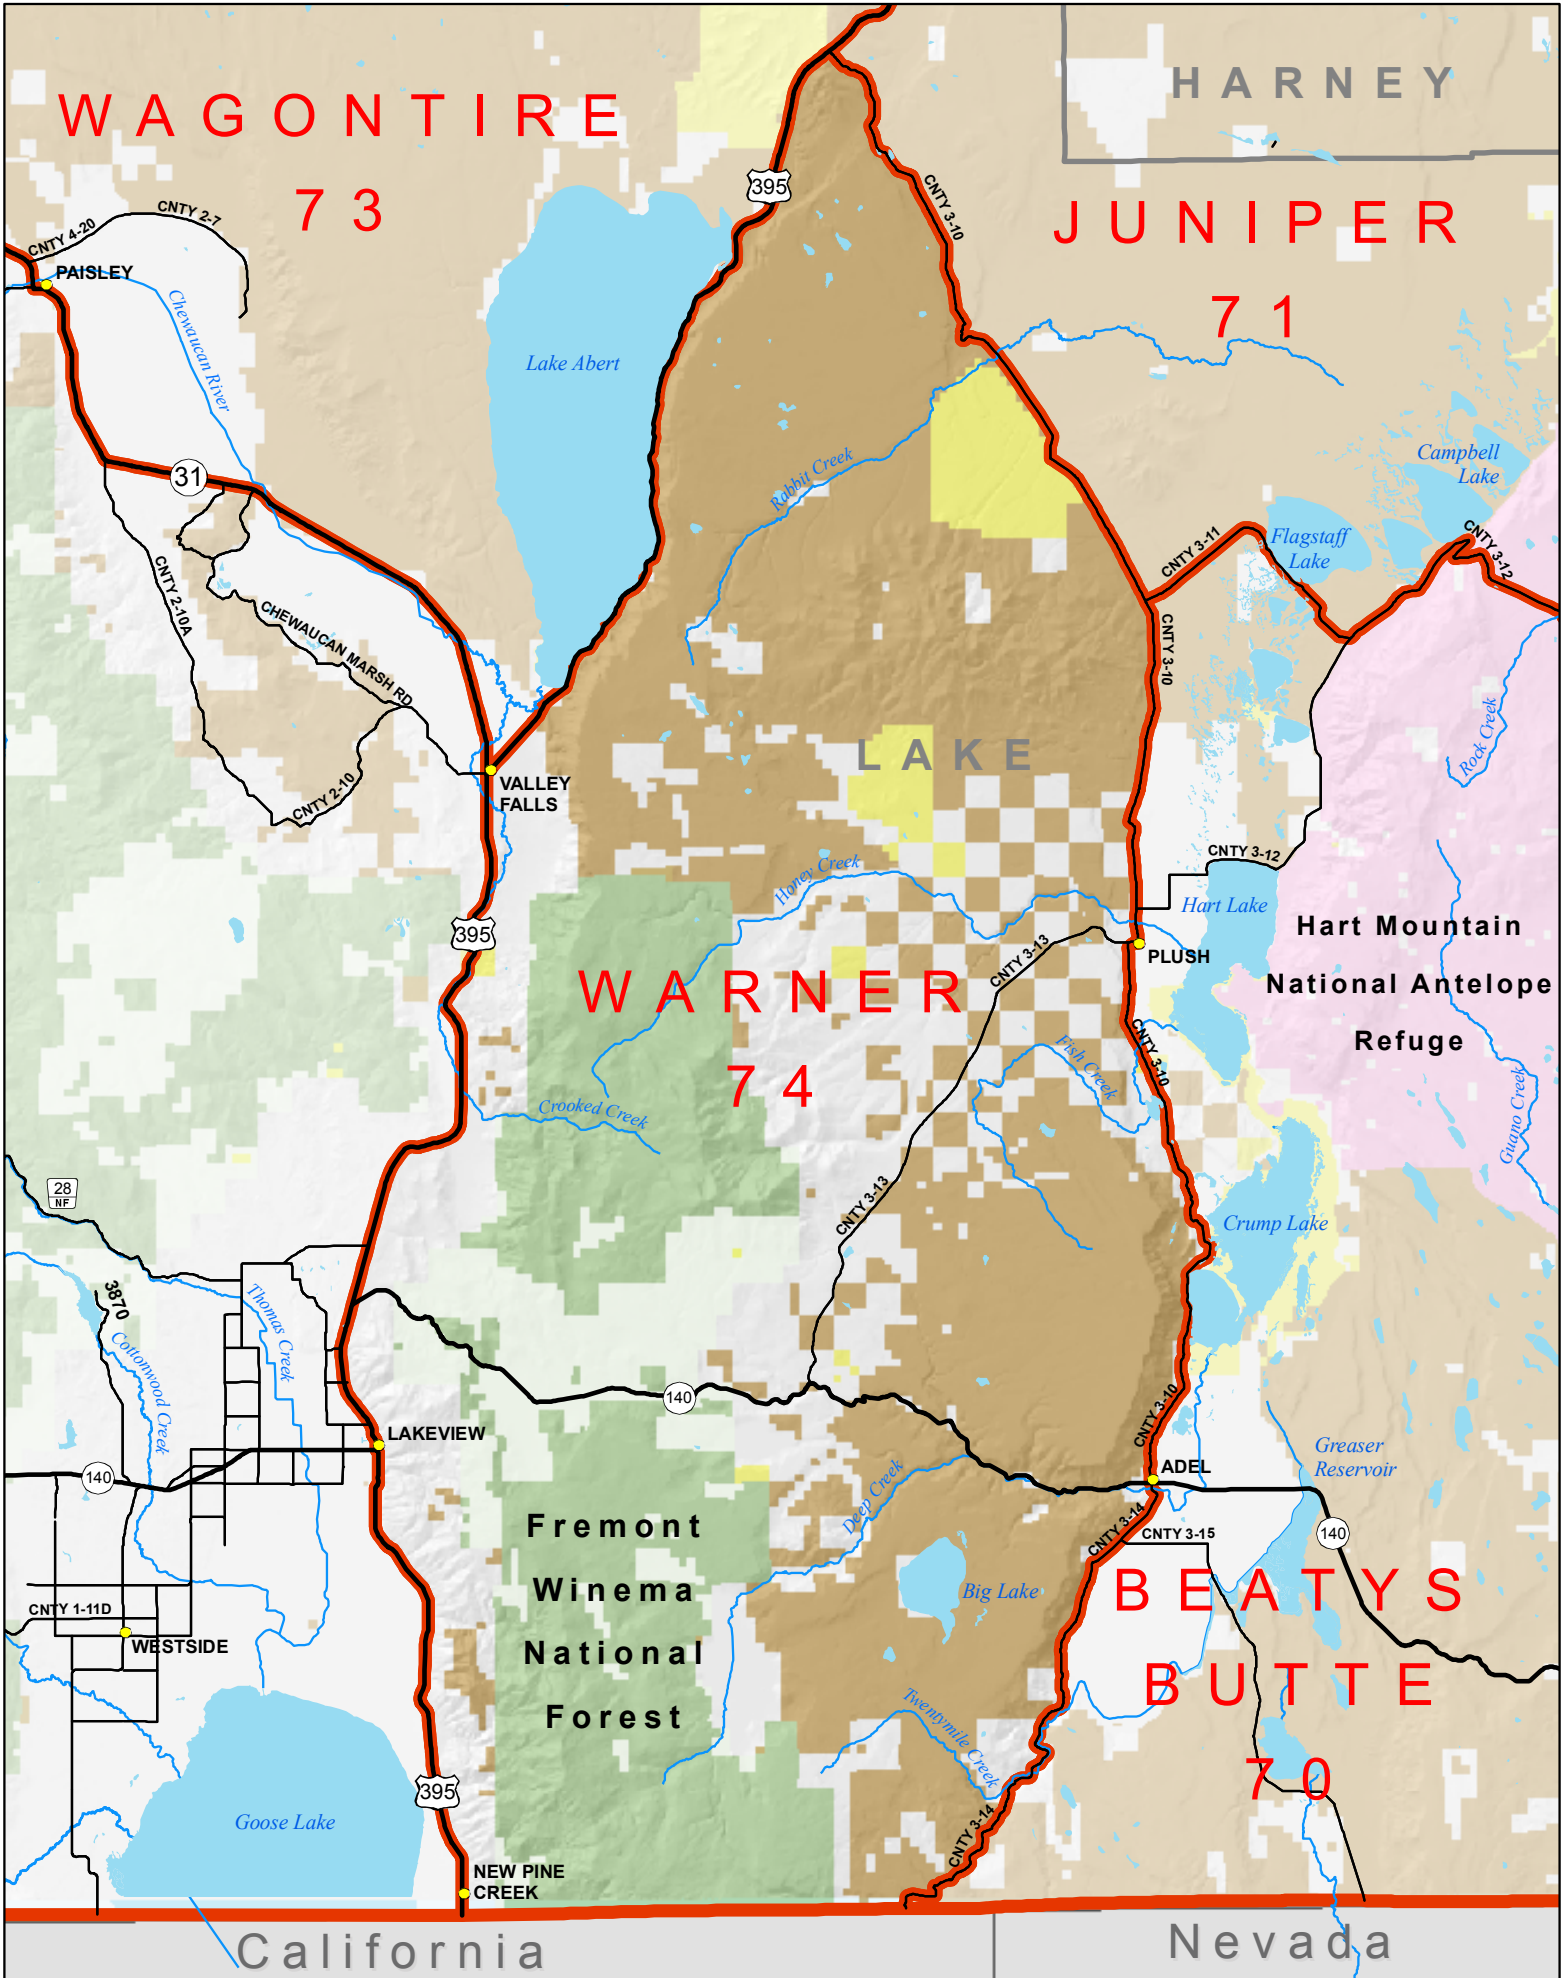 WAGONTIRE
73
HARNEY
JUNIPER
71
395
CNTY 3-10
CNTY 4-20
CNTY 2-7
PAISLEY
Chewaucan River
Lake Abert
31
Rabbit Creek
Campbell
Lake
Flagstaff
Lake
CNTY 3-11
CNTY 3-12
CNTY 2-10A
CHEWAUCAN MARSH RD
CNTY 3-10
Rock Creek
LAKE
VALLEY
FALLS
CNTY 2-10
CNTY 3-12
Honey Creek
Hart Lake
395
CNTY 3-13
PLUSH
Hart Mountain
National Antelope
Refuge
WARNER
74
CNTY 3-10
Fish Creek
Crooked Creek
Guano Creek
28
NF
CNTY 3-13
Crump Lake
3870
Thomas Creek
Cottonwood Creek
140
LAKEVIEW
CNTY 3-10
Greaser
Reservoir
140
ADEL
Deep Creek
Fremont
Winema
National
Forest
CNTY 3-14
CNTY 3-15
140
Big Lake
BEATYS
BUTTE
70
CNTY 1-11D
WESTSIDE
Twentymile Creek
395
Goose Lake
CNTY 3-14
NEW PINE
CREEK
California
Nevada